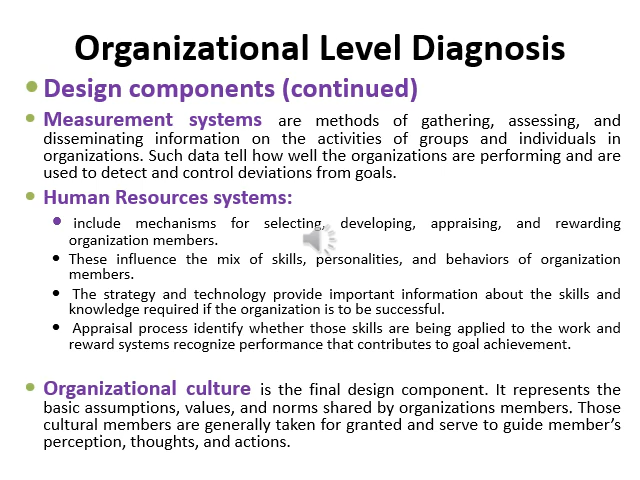 Organizational Level Diagnosis
Design components (continued)
Measurement systems are methods of gathering, assessing, and
disseminating information on the activities of groups and individuals in
organizations. Such data tell how well the organizations are performing and are
used to detect and control deviations from goals.
Human Resources systems:
include mechanisms for selecting, developing, appraising, and rewarding
organization members.
These influence the mix of skills, personalities, and behaviors of organization
members.
The strategy and technology provide important information about the skills and
knowledge required if the organization is to be successful.
Appraisal process identify whether those skills are being applied to the work and
reward systems recognize performance that contributes to goal achievement.
Organizational culture is the final design component. It represents the
basic assumptions, values, and norms shared by organizations members. Those
cultural members are generally taken for granted and serve to guide member’s
perception, thoughts, and actions.